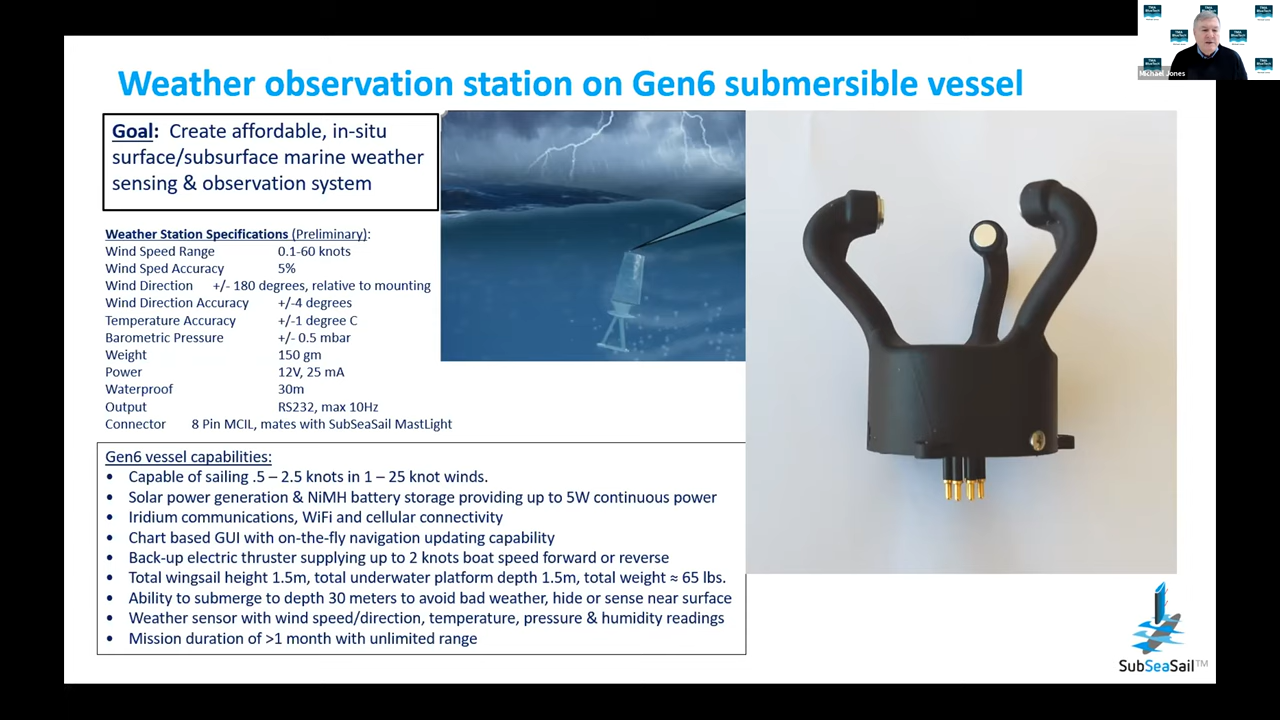 Weather observation station on Gen6 submersible vessel
Goal: Create affordable, in-situ
surface/subsurface marine weather
sensing & observation system
Weather Station Specifications (Preliminary):
Wind Speed Range 0.1-60 knots
Wind Sped Accuracy 5%
Wind Direction +/- 180 degrees, relative to mounting
Wind Direction Accuracy +/-4 degrees
Temperature Accuracy +/-1 degree C
Barometric Pressure +/- 0.5 mbar
Weight 150 gm
Power 12V, 25 mA
Waterproof 30m
Output RS232, max 10Hz
Connector 8 Pin MCIL, mates with SubSeaSail MastLight
Gen6 vessel capabilities:
• Capable of sailing .5 – 2.5 knots in 1 – 25 knot winds.
• Solar power generation & NiMH battery storage providing up to 5W continuous power
• Iridium communications, WiFi and cellular connectivity
• Chart based GUI with on-the-fly navigation updating capability
• Back-up electric thruster supplying up to 2 knots boat speed forward or reverse
• Total wingsail height 1.5m, total underwater platform depth 1.5m, total weight ≈ 65 lbs.
• Ability to submerge to depth 30 meters to avoid bad weather, hide or sense near surface
• Weather sensor with wind speed/direction, temperature, pressure & humidity readings
• Mission duration of >1 month with unlimited range
SubSeaSail™
Michael Jones